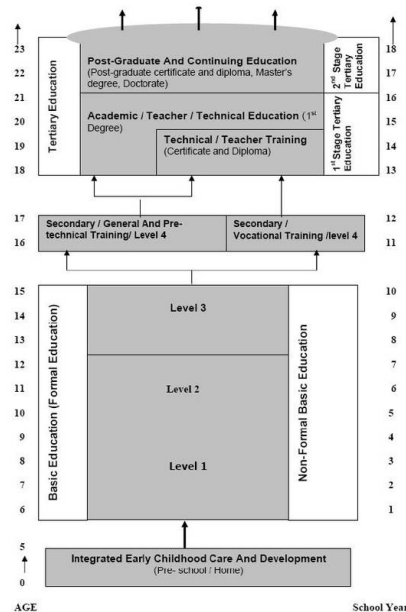 23
22
21
20
19
18
17
16
15
14
13
12
11
10
9
8
7
6
5
0
AGE
Tertiary Education
Post-Graduate And Continuing Education
(Post-graduate certificate and diploma, Master's
degree, Doctorate)
Academic / Teacher / Technical Education (1st
Degree)
Technical / Teacher Training
(Certificate and Diploma)
2nd Stage
Tertiary
Education
1st Stage Tertiary
Education
Secondary / General And Pre-
technical Training/ Level 4
Secondary /
Vocational Training /level 4
Basic Education (Formal Education)
Level 3
Level 2
Level 1
Non-Formal Basic Education
Integrated Early Childhood Care And Development
(Pre- school / Home)
18
17
16
15
14
13
12
11
10
9
8
7
6
5
4
3
2
1
School Year